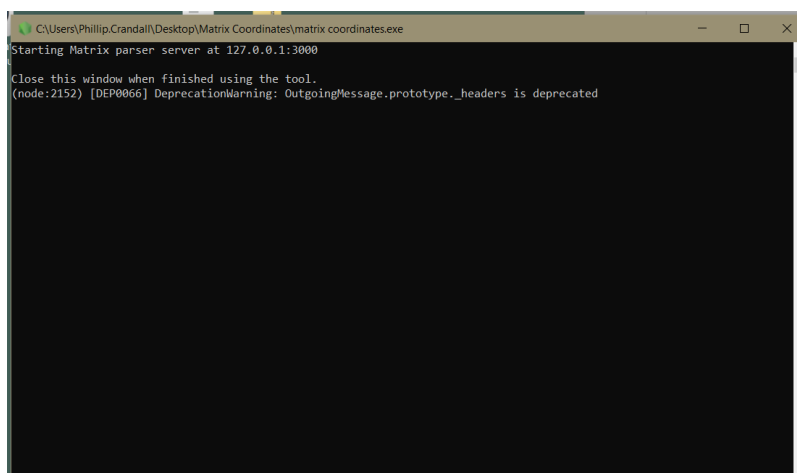 C:\Users\Phillip.Crandall\Desktop\Matrix Coordinates\matrix coordinates.exe
Starting Matrix parser server at 127.0.0.1:3000
Close this window when finished using the tool.
(node:2152) [DEP0066] DeprecationWarning: OutgoingMessage.prototype._headers is deprecated